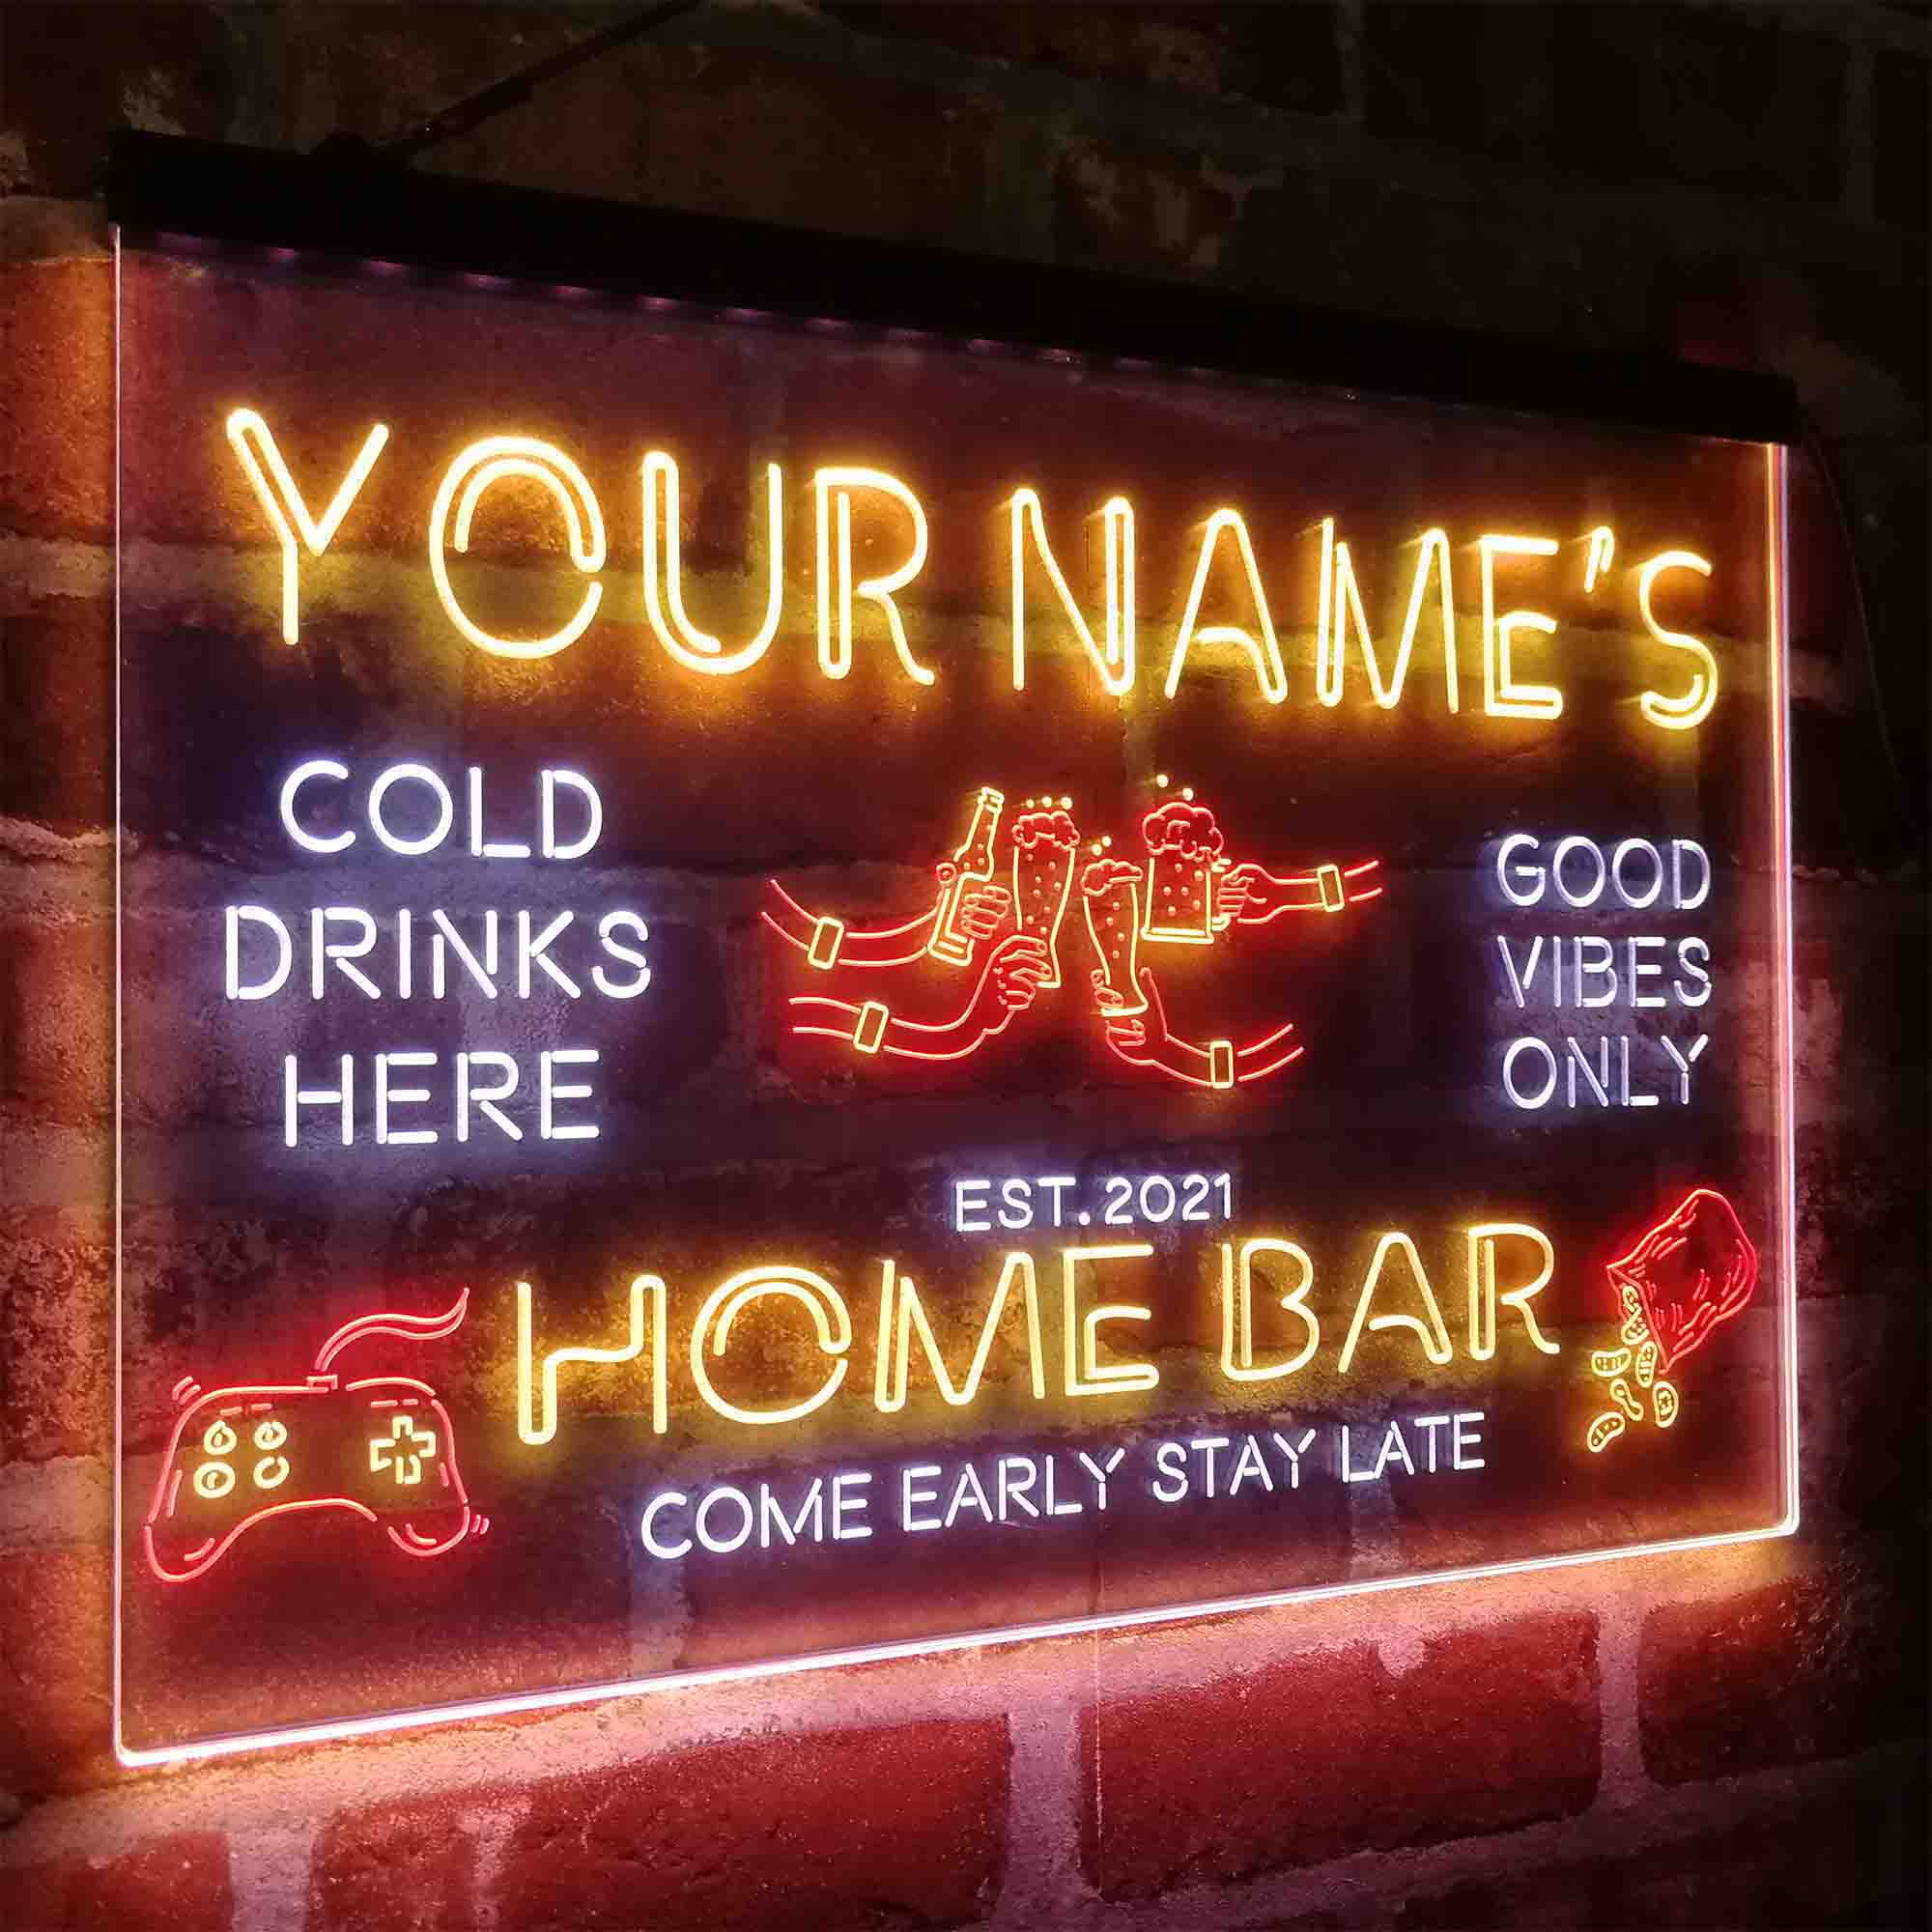 YOUR NAME'S
COLD
DRINKS
HERE
GOOD
VIBES
ONLY
EST.2021
HOME BAR
COME EARLY STAY LATE